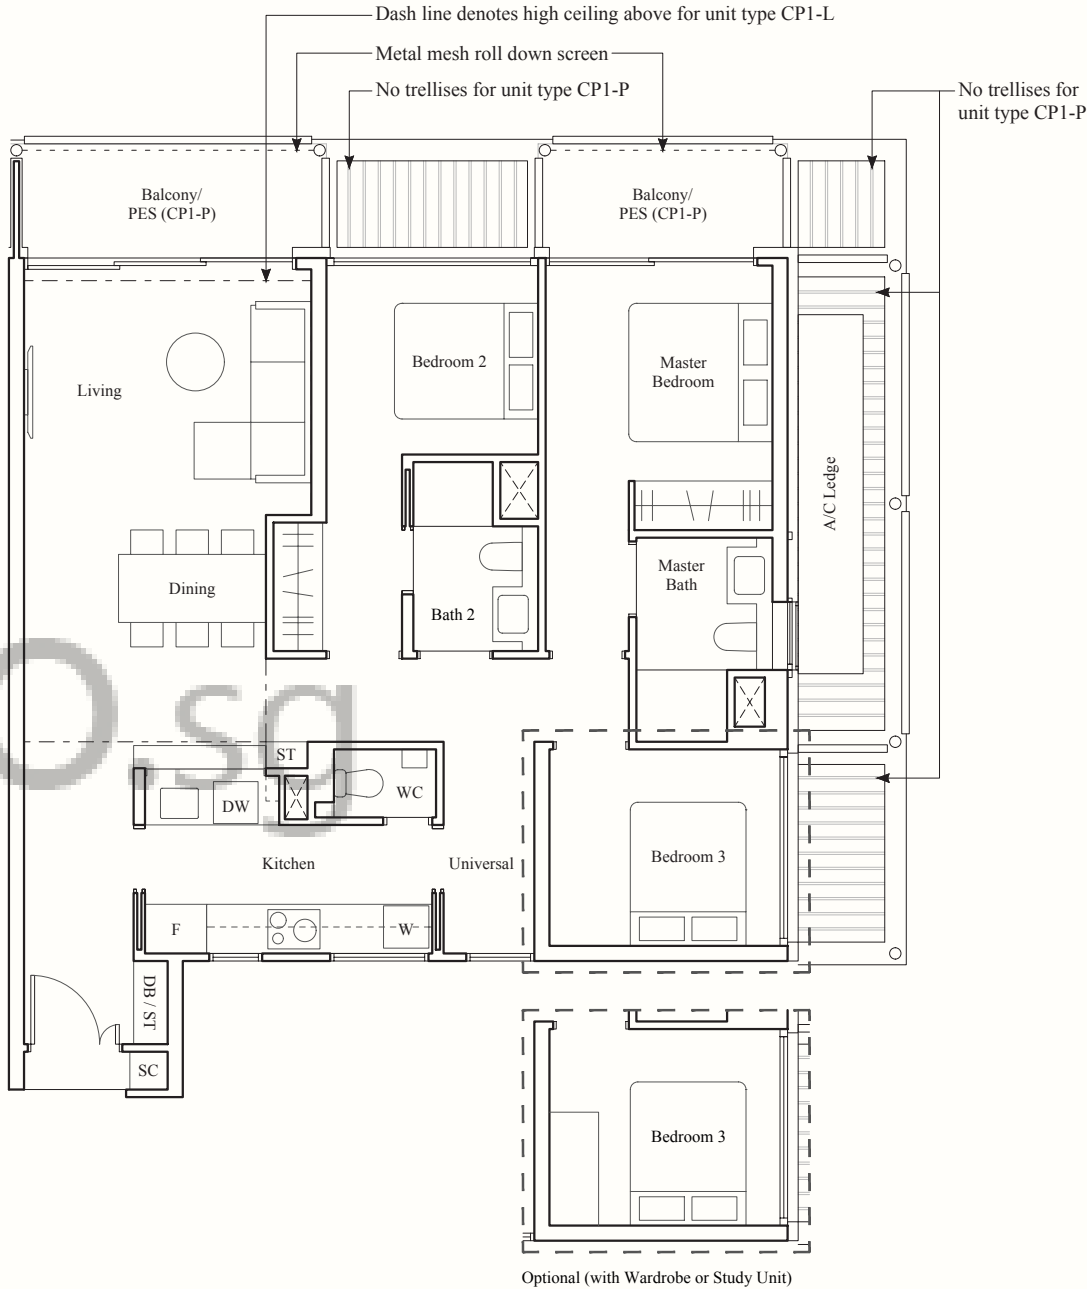 Dash line denotes high ceiling above for unit type CP1-L
Metal mesh roll down screen
No trellises for unit type CP1-P
No trellises for
unit type CP1-P
Balcony/
PES (CP1-P)
Balcony/
PES (CP1-P)
Living
Bedroom 2
Master
Bedroom
A/C Ledge
Dining
Bath 2
Master
Bath
O.sg
ST
DW
WC
Kitchen
Universal
Bedroom 3
F
W
DB / ST
SC
Bedroom 3
Optional (with Wardrobe or Study Unit)